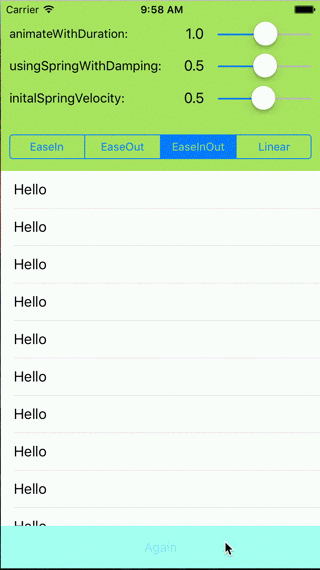 Carrier 9:58 AM
animateWithDuration: 1.0
usingSpringWithDamping: 0.5
initalSpringVelocity: 0.5
EaseIn EaseOut EaseInOut Linear
Hello
Hello
Hello
Hello
Hello
Hello
Hello
Hello
Hello
Hello
Again